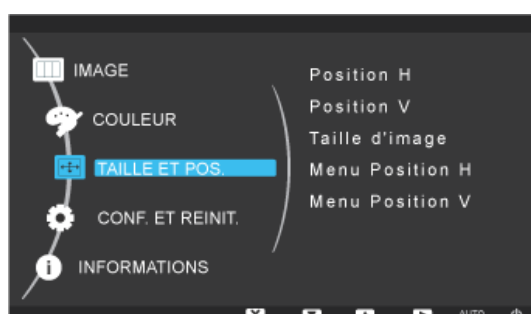 IMAGE
COULEUR
TAILLE ET POS.
CONF. ET REINIT.
INFORMATIONS
Position H
Position V
Taille d'image
Menu Position H
Menu Position V
AUTO